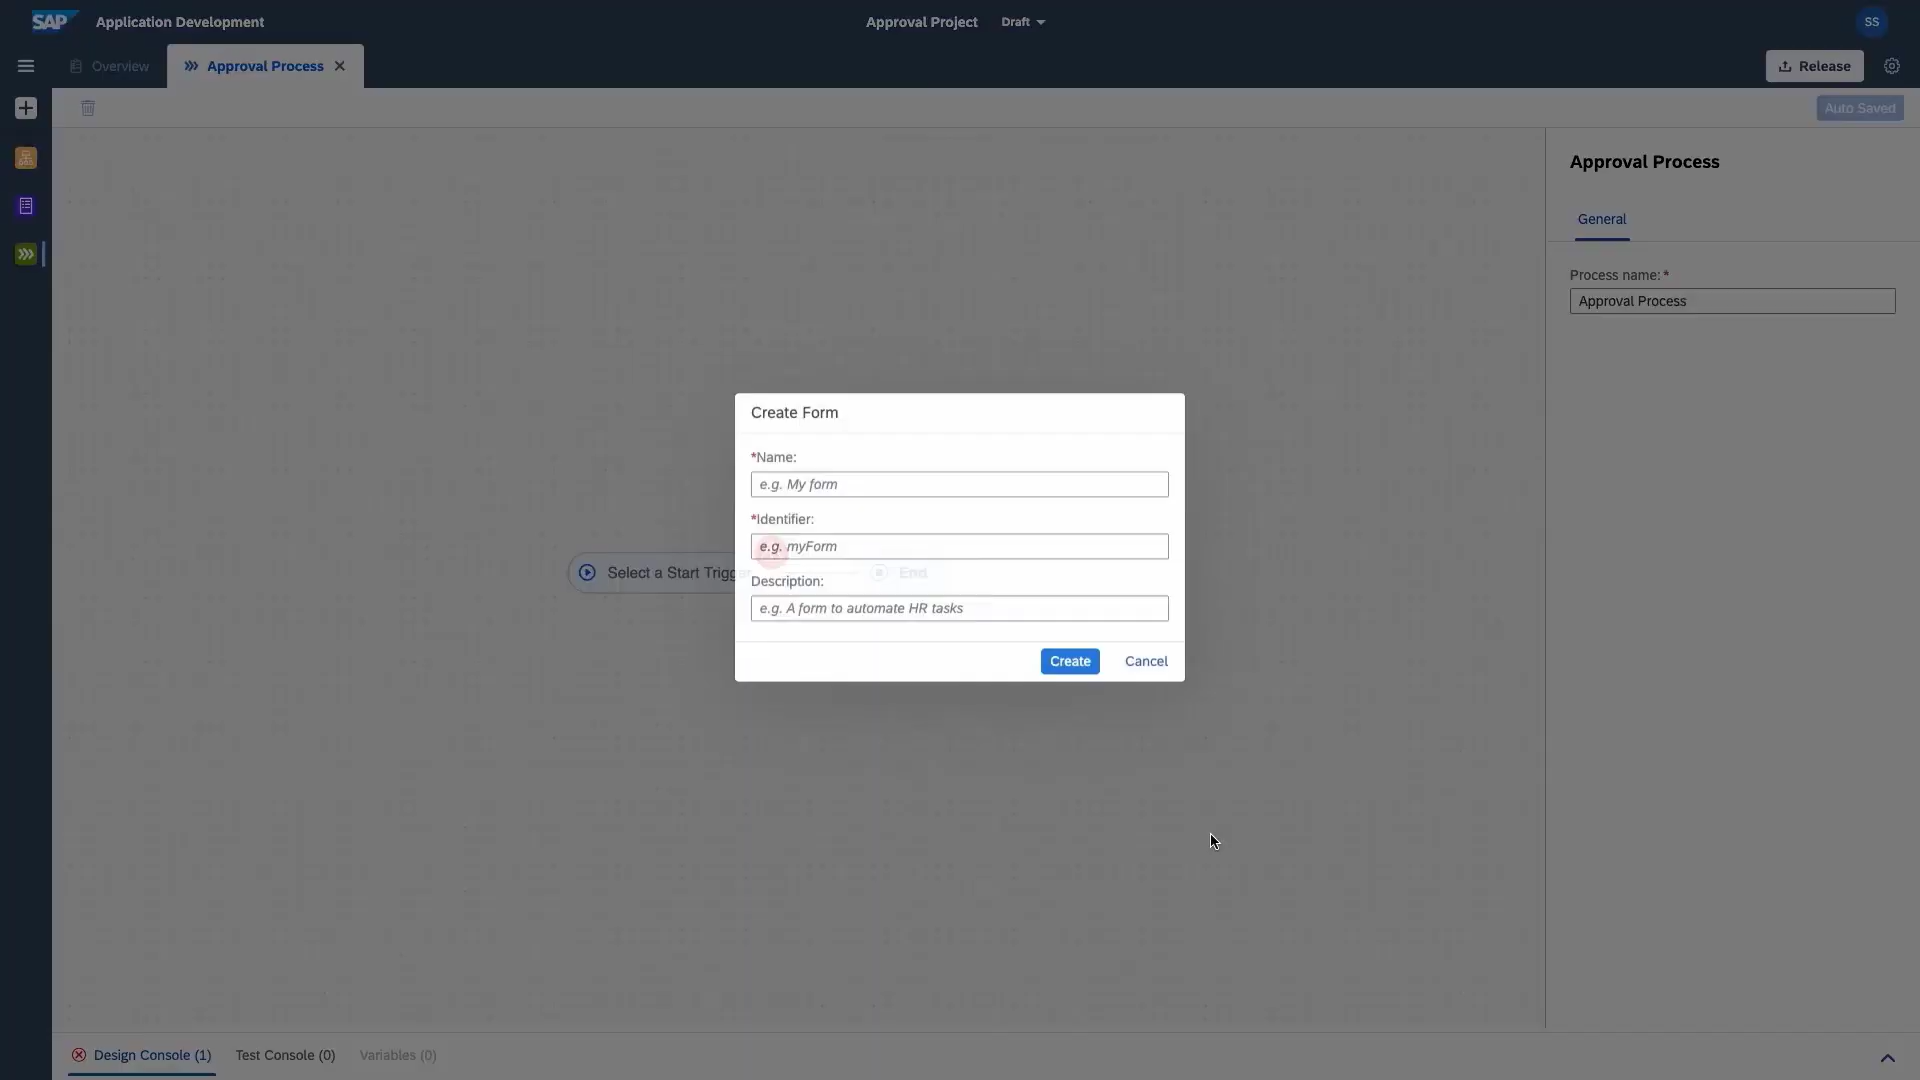 SAP Application Development Approval Project Draft SS
Overview Approval Process Release
Auto Saved
Approval Process
General
Process name: *
Approval Process
Create Form
*Name:
e.g. My form
*Identifier:
e.g. myForm
Select a Start Trigger End
Description:
e.g. A form to automate HR tasks
Create Cancel
Design Console (1) Test Console (0) Variables (0)